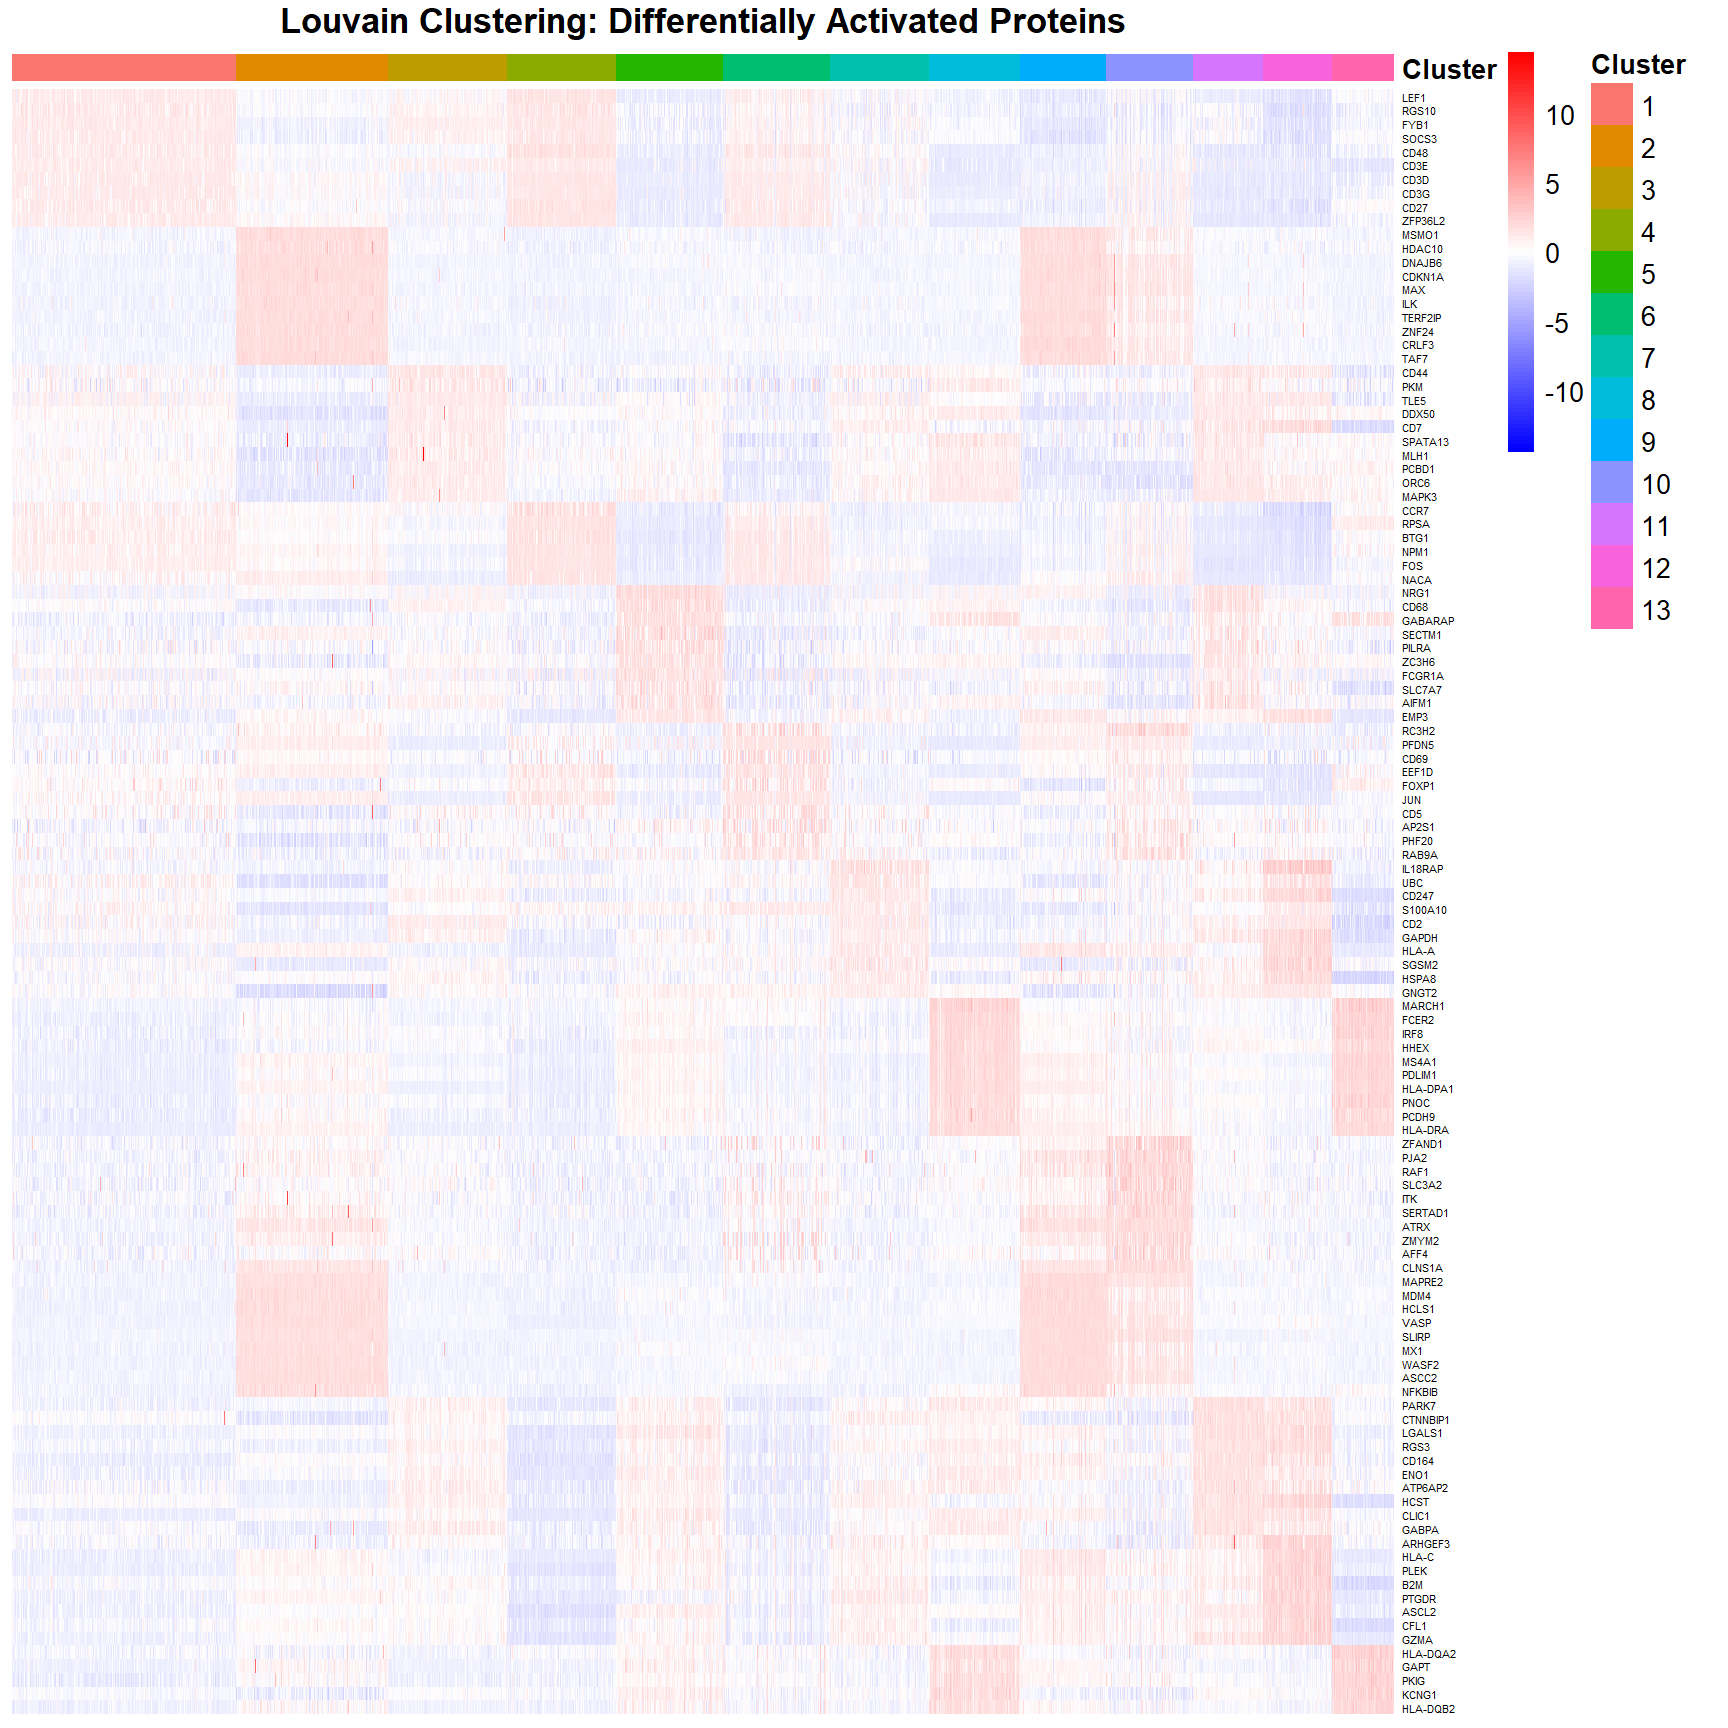 Louvain Clustering: Differentially Activated Proteins
Cluster
LEF1
RGS10
FYB1
SOCS3
CD48
CD3E
CD3D
CD3G
CD27
ZFP36L2
MSMO1
HDAC10
DNAJB6
CDKN1A
MAX
ILK
TERF2IP
ZNF24
CRLF3
TAF7
CD44
PKM
TLE5
DDX50
CD7
SPATA13
MLH1
PCBD1
ORC6
MAPK3
CCR7
RPSA
BTG1
NPM1
FOS
NACA
NRG1
CD68
GABARAP
SECTM1
PILRA
ZC3H6
FCGR1A
SLC7A7
AIFM1
EMP3
RC3H2
PFDN5
CD69
EEF1D
FOXP1
JUN
CD5
AP2S1
PHF20
RAB9A
IL18RAP
UBC
CD247
S100A10
CD2
GAPDH
HLA-A
SGSM2
HSPA8
GNGT2
MARCH1
FCER2
IRF8
HHEX
MS4A1
PDLIM1
HLA-DPA1
PNOC
PCDH9
HLA-DRA
ZFAND1
PJA2
RAF1
SLC3A2
ITK
SERTAD1
ATRX
ZMYM2
AFF4
CLNS1A
MAPRE2
MDM4
HCLS1
VASP
SLIRP
MX1
WASF2
ASCC2
NFKBIB
PARK7
CTNNBIP1
LGALS1
RGS3
CD164
ENO1
ATP6AP2
HCST
CLIC1
GABPA
ARHGEF3
HLA-C
PLEK
B2M
PTGDR
ASCL2
CFL1
GZMA
HLA-DQA2
GAPT
PKIG
KCNG1
HLA-DQB2
10
5
0
-5
-10
Cluster
1
2
3
4
5
6
7
8
9
10
11
12
13